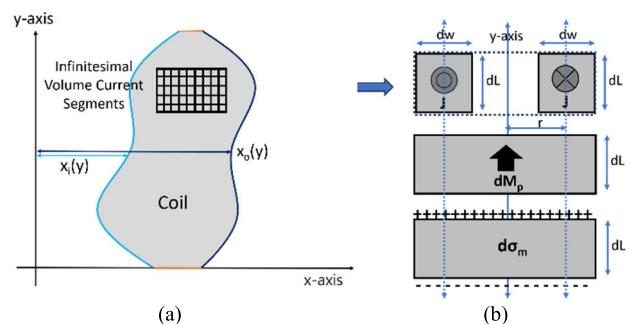 y-axis
Infinitesimal
Volume Current
Segments
xᵢ(y)
xₒ(y)
Coil
x-axis
(a)
dw
y-axis
dw
dL
dL
J
J
r
dL
dMₚ
+++++++++++++++++
dσₘ
dL
- - - - - - - - - - - - - - -
(b)